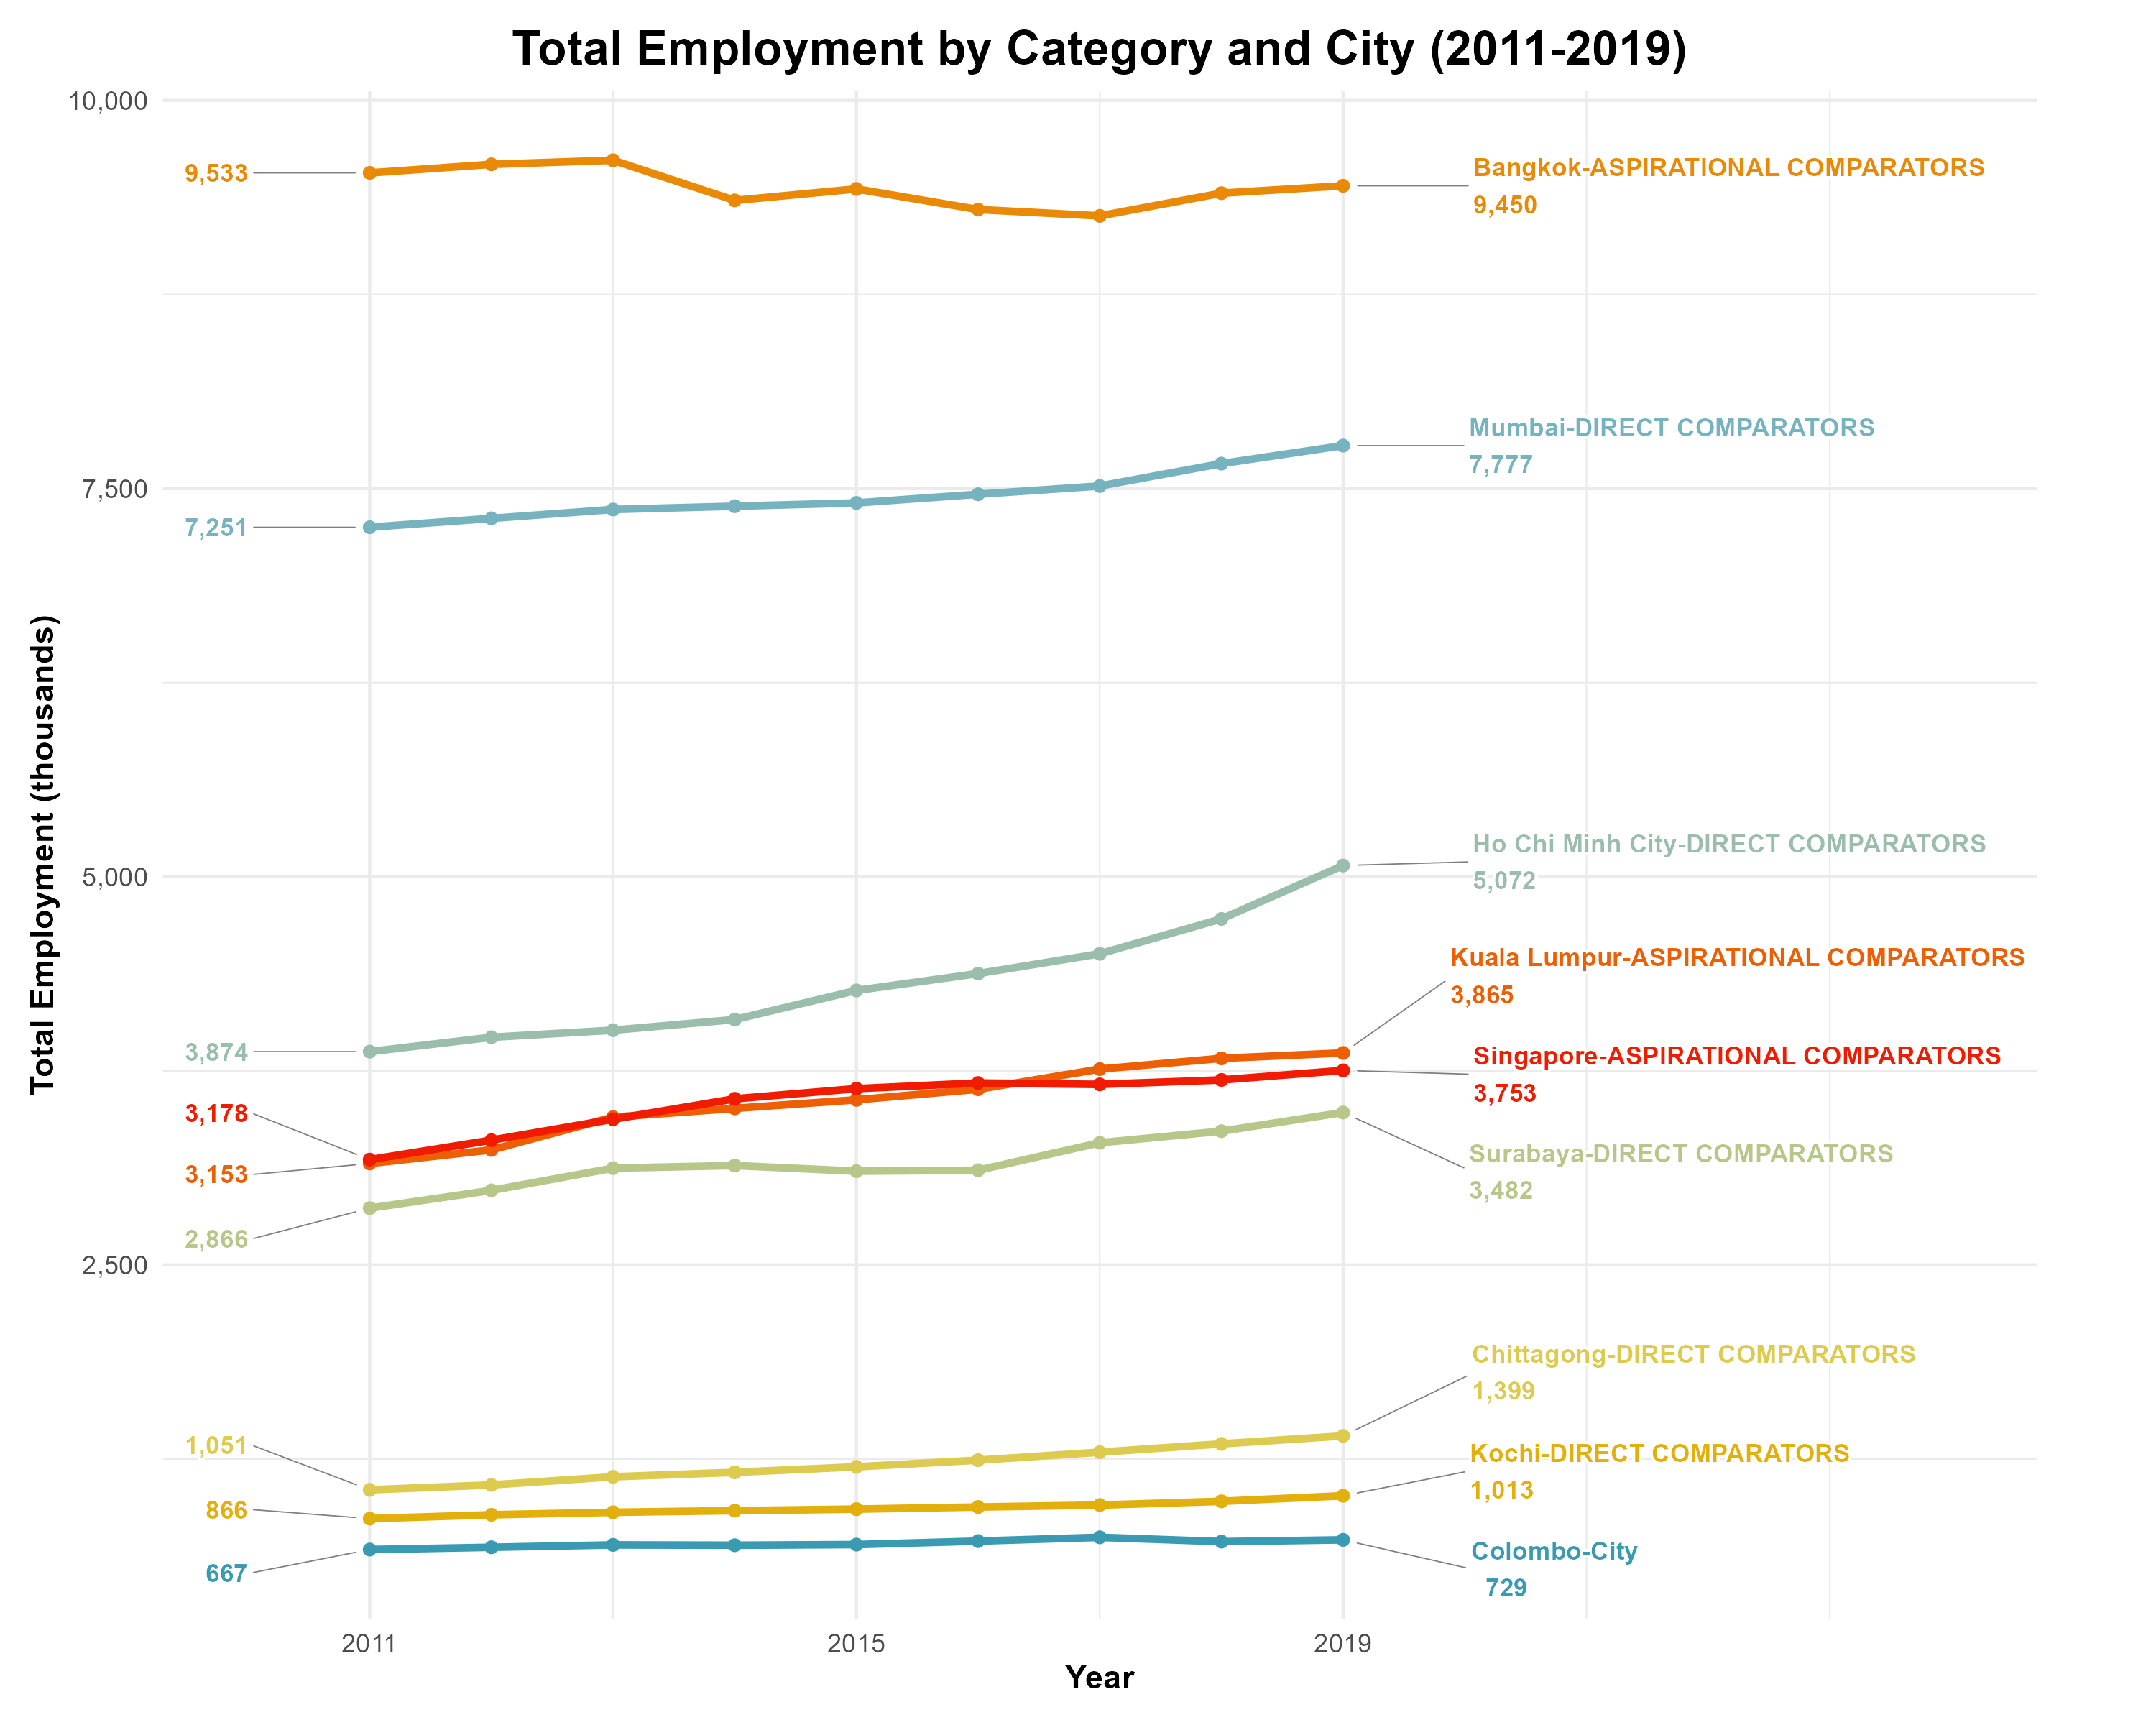 Total Employment by Category and City (2011-2019)
Total Employment (thousands)
10,000
7,500
5,000
2,500
9,533
7,251
3,874
3,178
3,153
2,866
1,051
866
667
Bangkok-ASPIRATIONAL COMPARATORS
9,450
Mumbai-DIRECT COMPARATORS
7,777
Ho Chi Minh City-DIRECT COMPARATORS
5,072
Kuala Lumpur-ASPIRATIONAL COMPARATORS
3,865
Singapore-ASPIRATIONAL COMPARATORS
3,753
Surabaya-DIRECT COMPARATORS
3,482
Chittagong-DIRECT COMPARATORS
1,399
Kochi-DIRECT COMPARATORS
1,013
Colombo-City
729
2011 2015 2019
Year